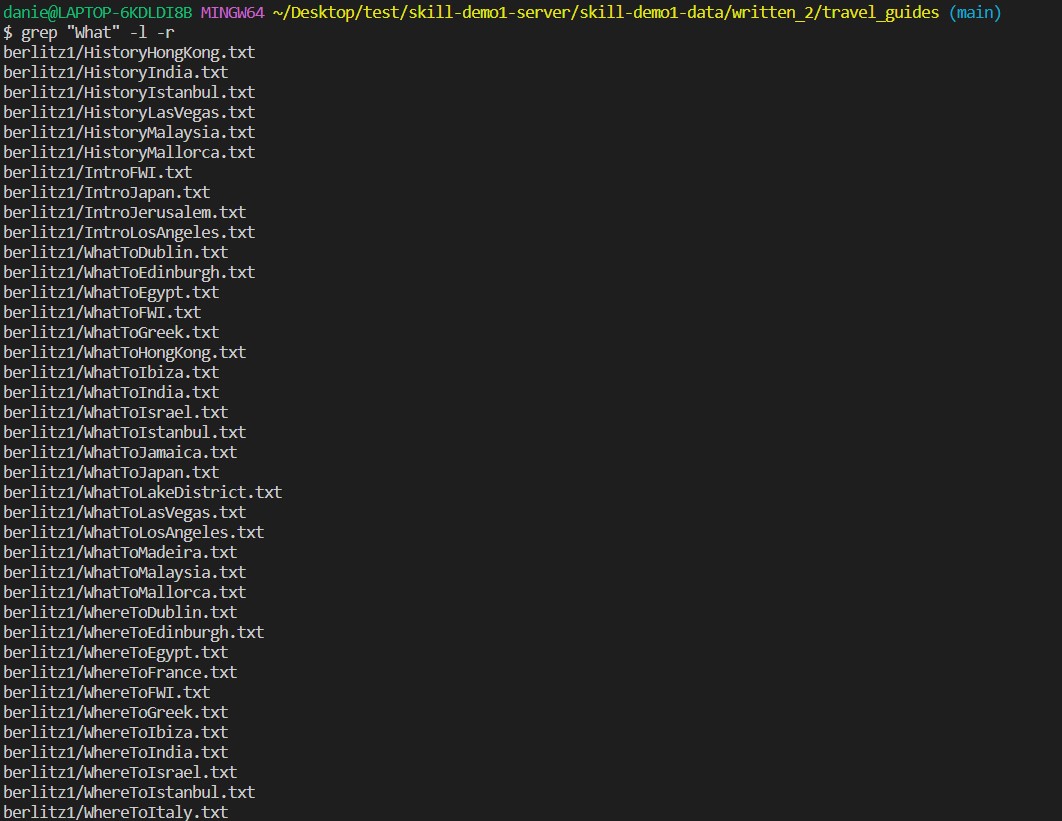 danie@LAPTOP-6KDLDI8B MINGW64 ~/Desktop/test/skill-demo1-server/skill-demo1-data/written_2/travel_guides (main)
$ grep "What" -l -r
berlitz1/HistoryHongKong.txt
berlitz1/HistoryIndia.txt
berlitz1/HistoryIstanbul.txt
berlitz1/HistoryLasVegas.txt
berlitz1/HistoryMalaysia.txt
berlitz1/HistoryMallorca.txt
berlitz1/IntroFWI.txt
berlitz1/IntroJapan.txt
berlitz1/IntroJerusalem.txt
berlitz1/IntroLosAngeles.txt
berlitz1/WhatToDublin.txt
berlitz1/WhatToEdinburgh.txt
berlitz1/WhatToEgypt.txt
berlitz1/WhatToFWI.txt
berlitz1/WhatToGreek.txt
berlitz1/WhatToHongKong.txt
berlitz1/WhatToIbiza.txt
berlitz1/WhatToIndia.txt
berlitz1/WhatToIsrael.txt
berlitz1/WhatToIstanbul.txt
berlitz1/WhatToJamaica.txt
berlitz1/WhatToJapan.txt
berlitz1/WhatToLakeDistrict.txt
berlitz1/WhatToLasVegas.txt
berlitz1/WhatToLosAngeles.txt
berlitz1/WhatToMadeira.txt
berlitz1/WhatToMalaysia.txt
berlitz1/WhatToMallorca.txt
berlitz1/WhereToDublin.txt
berlitz1/WhereToEdinburgh.txt
berlitz1/WhereToEgypt.txt
berlitz1/WhereToFrance.txt
berlitz1/WhereToFWI.txt
berlitz1/WhereToGreek.txt
berlitz1/WhereToIbiza.txt
berlitz1/WhereToIndia.txt
berlitz1/WhereToIsrael.txt
berlitz1/WhereToIstanbul.txt
berlitz1/WhereToItaly.txt